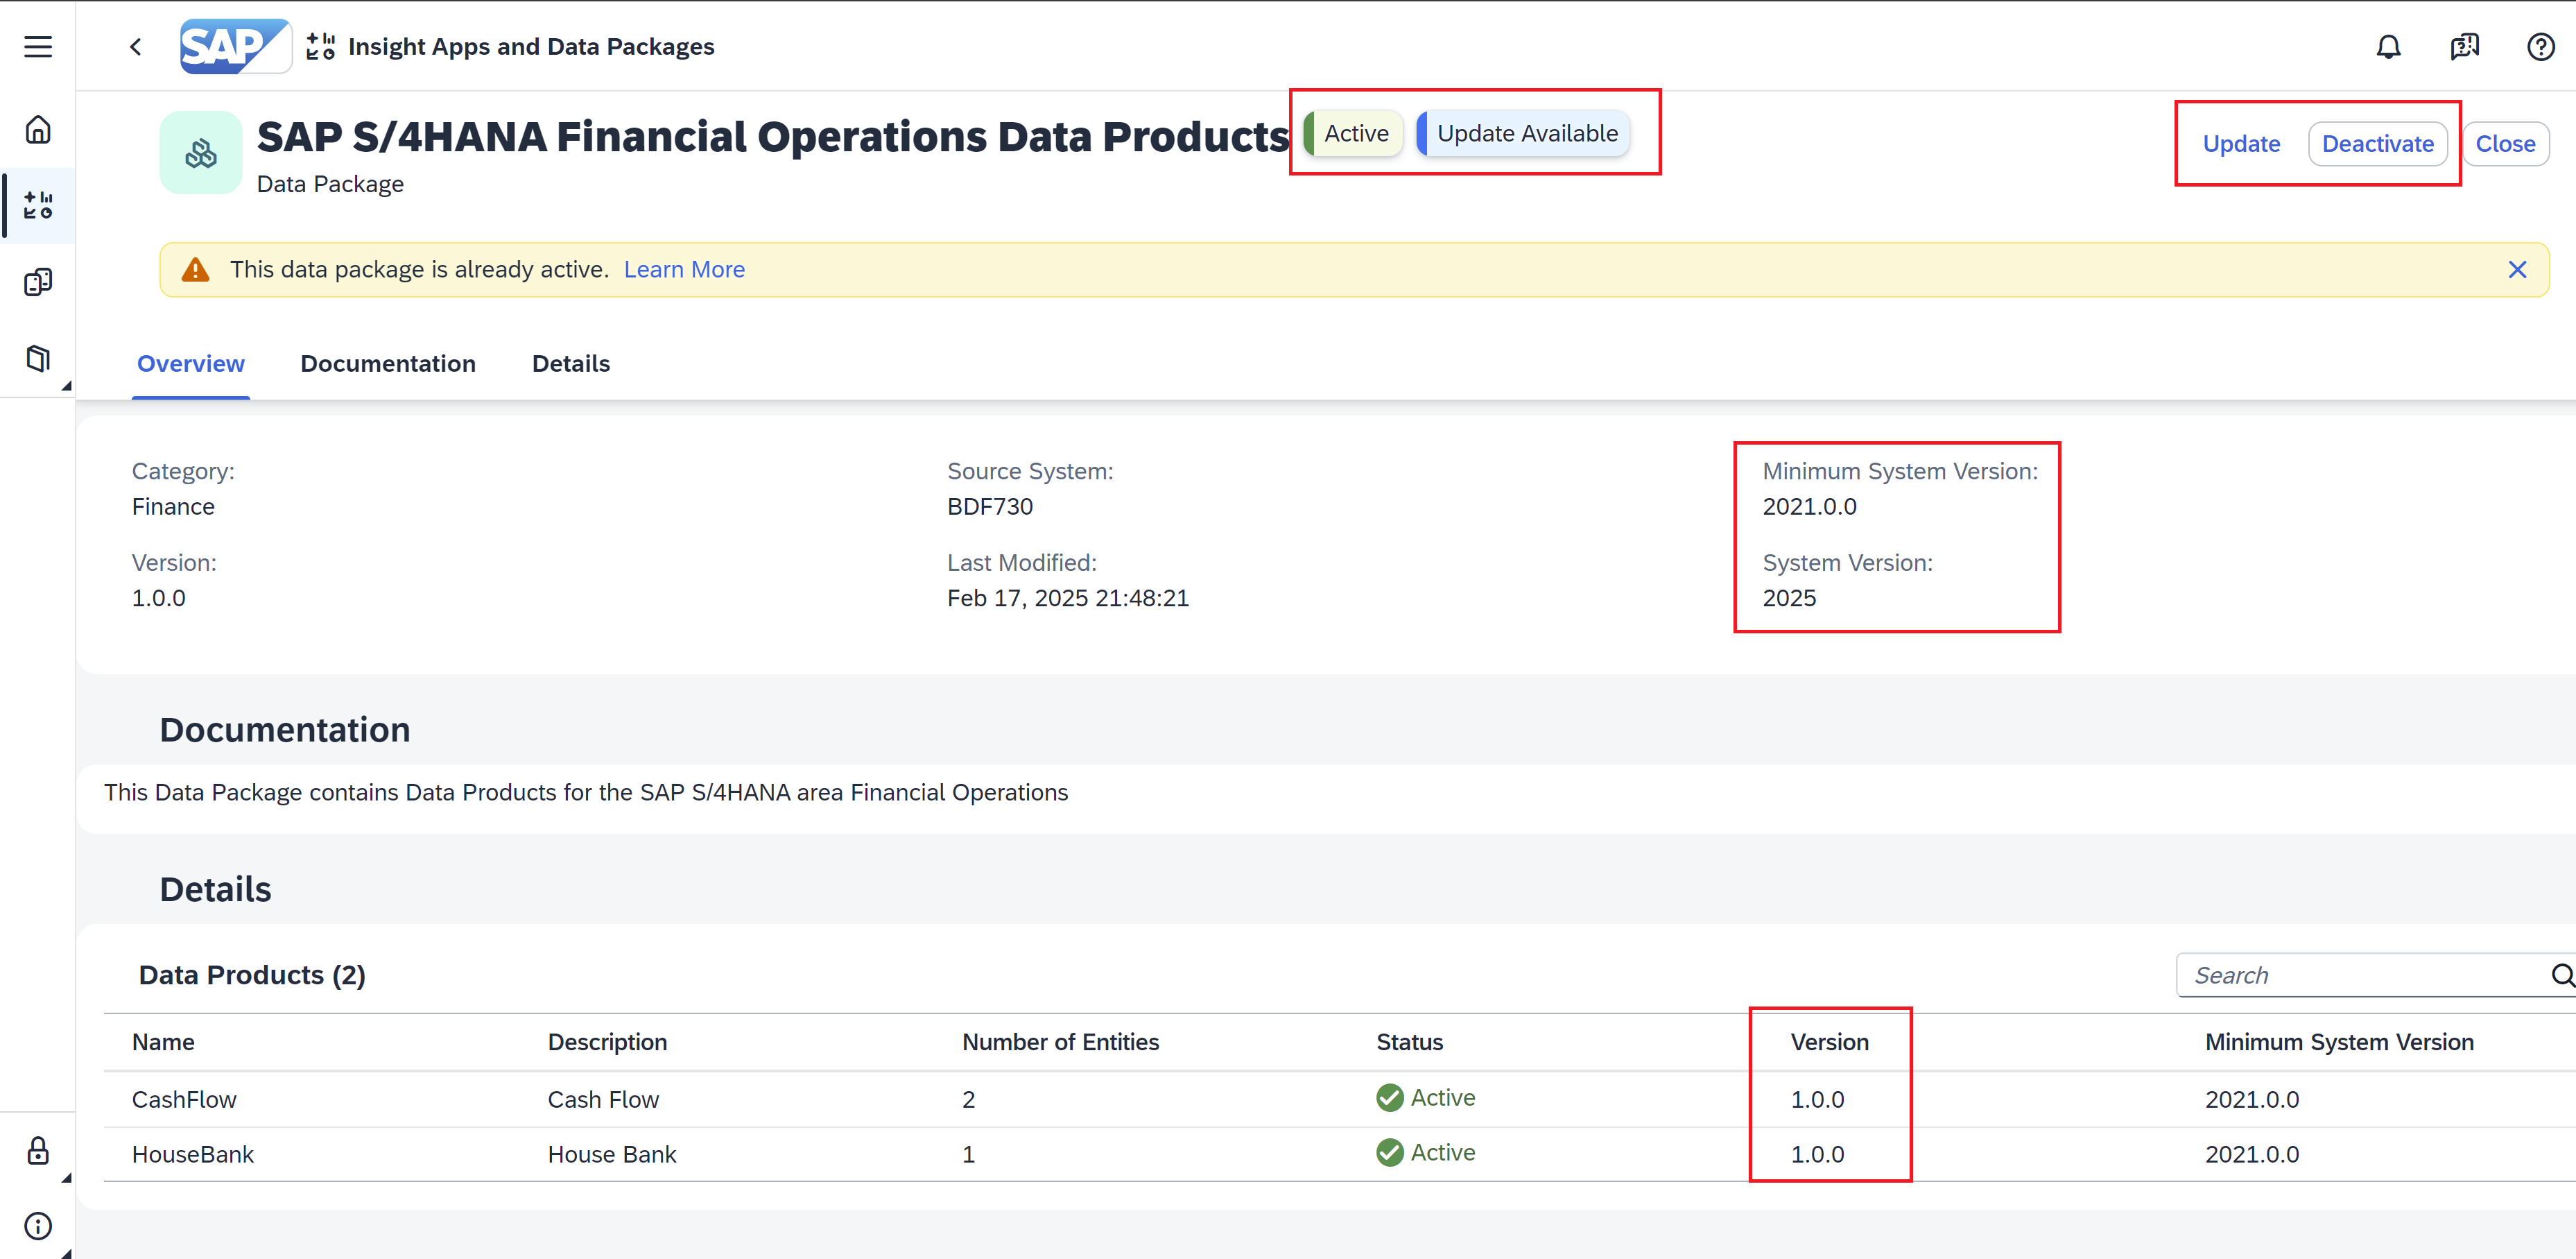 SAP Insight Apps and Data Packages
SAP S/4HANA Financial Operations Data Products Active Update Available
Update Deactivate Close
Data Package
This data package is already active. Learn More
Overview Documentation Details
Category: Source System: Minimum System Version:
Finance BDF730 2021.0.0
Version: Last Modified: System Version:
1.0.0 Feb 17, 2025 21:48:21 2025
Documentation
This Data Package contains Data Products for the SAP S/4HANA area Financial Operations
Details
Data Products (2) Search
Name Description Number of Entities Status Version Minimum System Version
CashFlow Cash Flow 2 Active 1.0.0 2021.0.0
HouseBank House Bank 1 Active 1.0.0 2021.0.0